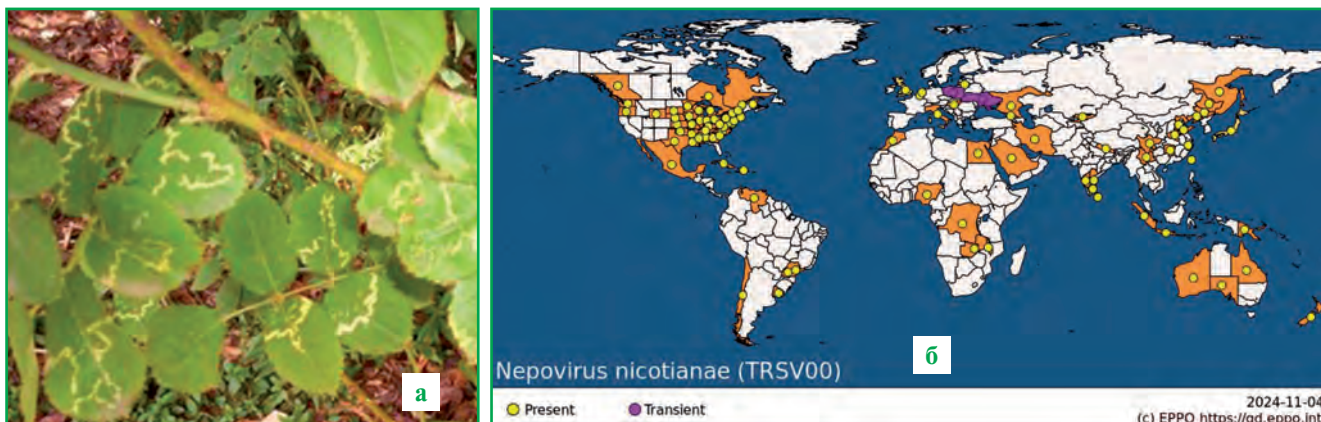 а
б
Nepovirus nicotianae (TRSV00)
Present
Transient
2024-11-04
(c) EPPO https://gd.eppo.int